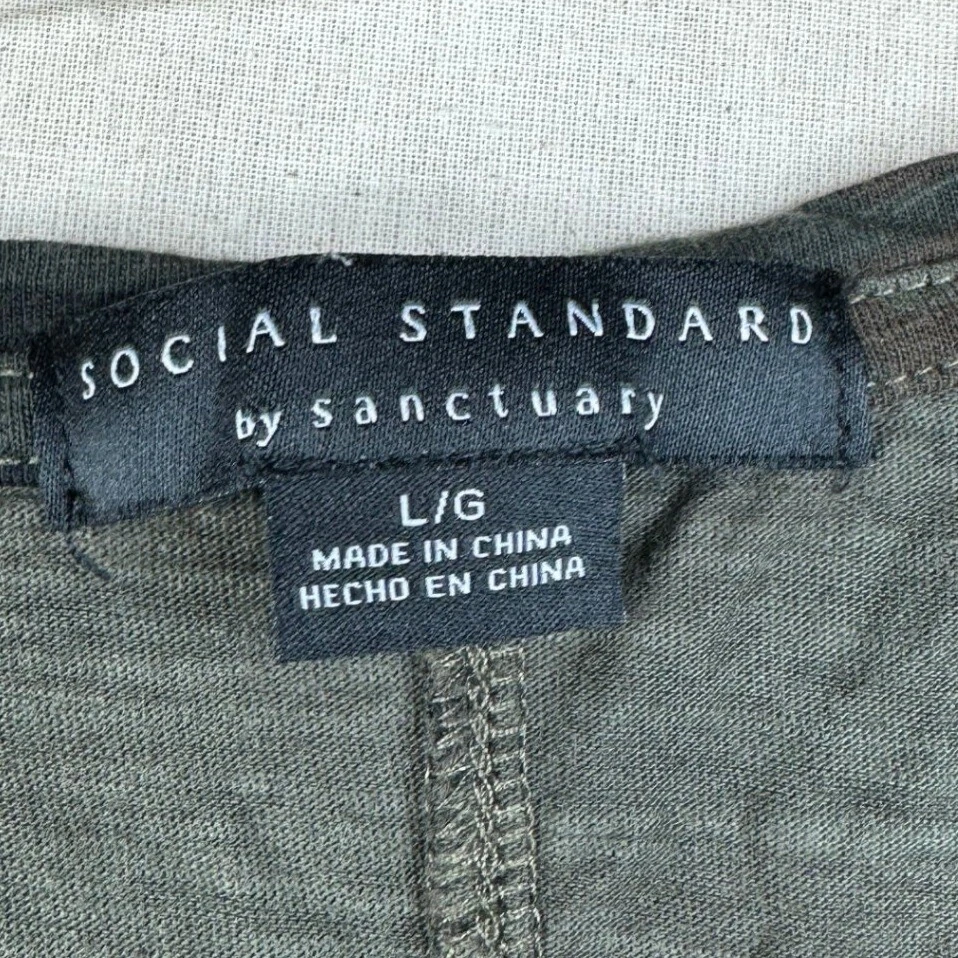 SOCIAL STANDARD
by sanctuary
L/G
MADE IN CHINA
HECHO EN CHINA